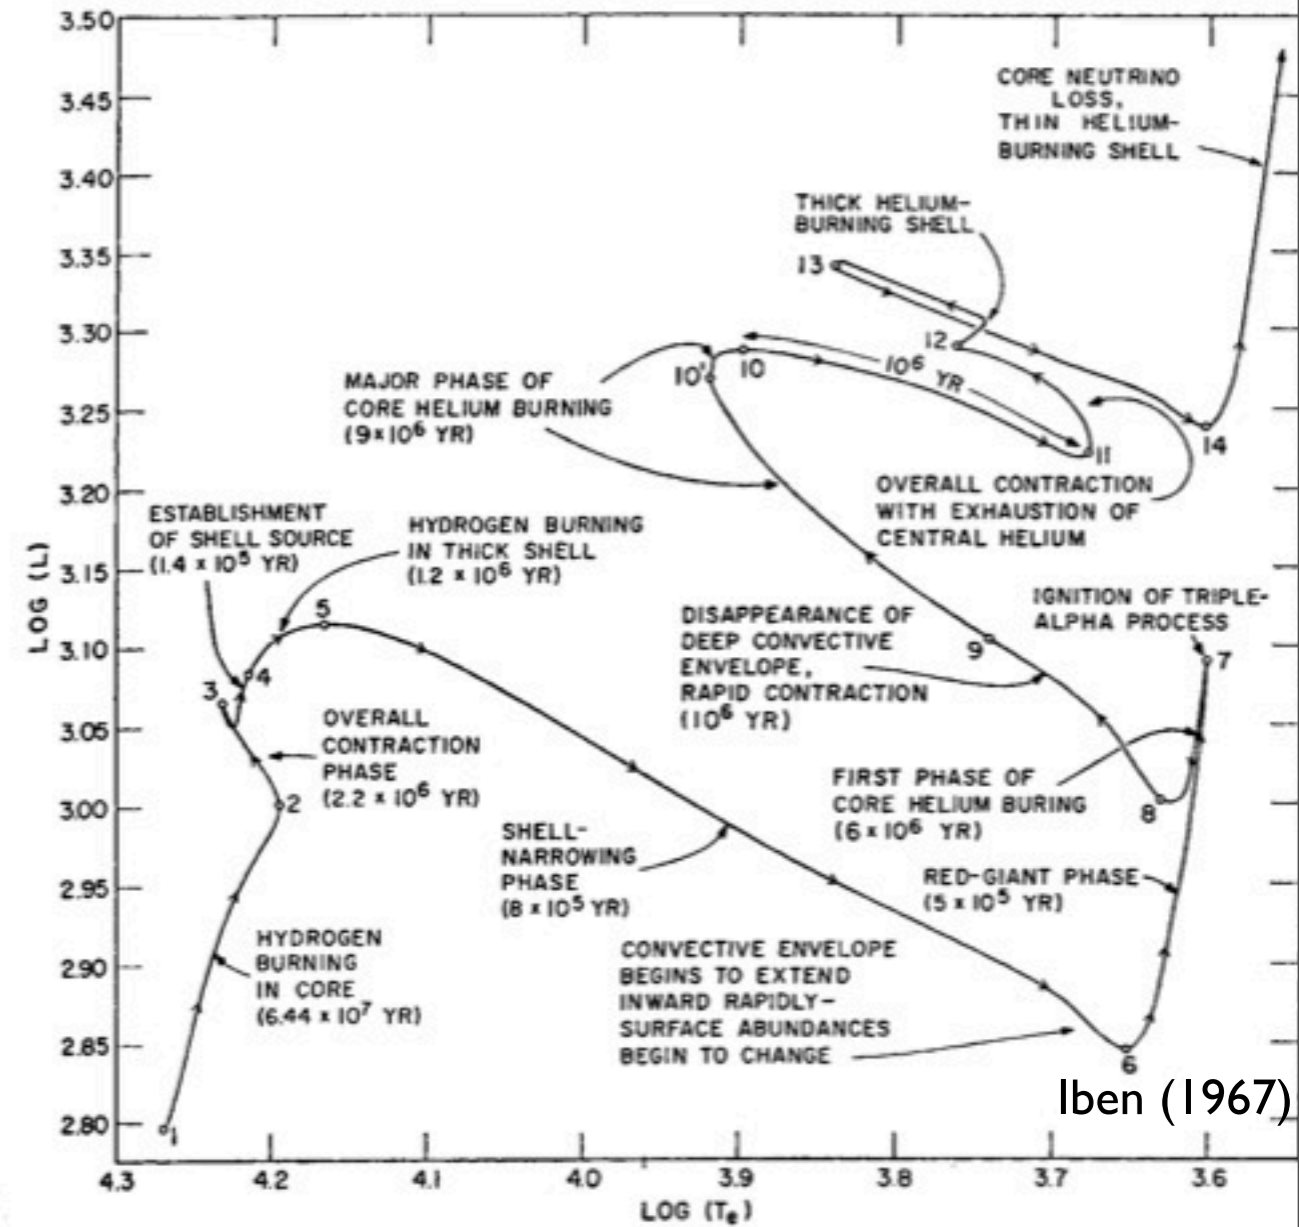 3.50
3.45
3.40
3.35
3.30
3.25
3.20
3.15
3.10
3.05
3.00
2.95
2.90
2.85
2.80
LOG (L)
4.3
4.2
4.1
4.0
3.9
3.8
3.7
3.6
LOG (Te)
CORE NEUTRINO
LOSS,
THIN HELIUM-
BURNING SHELL
THICK HELIUM-
BURNING SHELL
13
12
10'
10
10⁶ YR
11
14
MAJOR PHASE OF
CORE HELIUM BURNING
(9x10⁶ YR)
OVERALL CONTRACTION
WITH EXHAUSTION OF
CENTRAL HELIUM
ESTABLISHMENT
OF SHELL SOURCE
(1.4 x 10⁵ YR)
HYDROGEN BURNING
IN THICK SHELL
(1.2 x 10⁶ YR)
5
4
3
IGNITION OF TRIPLE-
ALPHA PROCESS
7
DISAPPEARANCE OF
DEEP CONVECTIVE
ENVELOPE,
RAPID CONTRACTION
(10⁶ YR)
9
OVERALL
CONTRACTION
PHASE
(2.2 x 10⁶ YR)
2
FIRST PHASE OF
CORE HELIUM BURING
(6x10⁶ YR)
8
SHELL-
NARROWING
PHASE
(8 x 10⁵ YR)
RED-GIANT PHASE
(5 x 10⁵ YR)
HYDROGEN
BURNING
IN CORE
(6.44 x 10⁷ YR)
CONVECTIVE ENVELOPE
BEGINS TO EXTEND
INWARD RAPIDLY-
SURFACE ABUNDANCES
BEGIN TO CHANGE
6
1
Iben (1967)